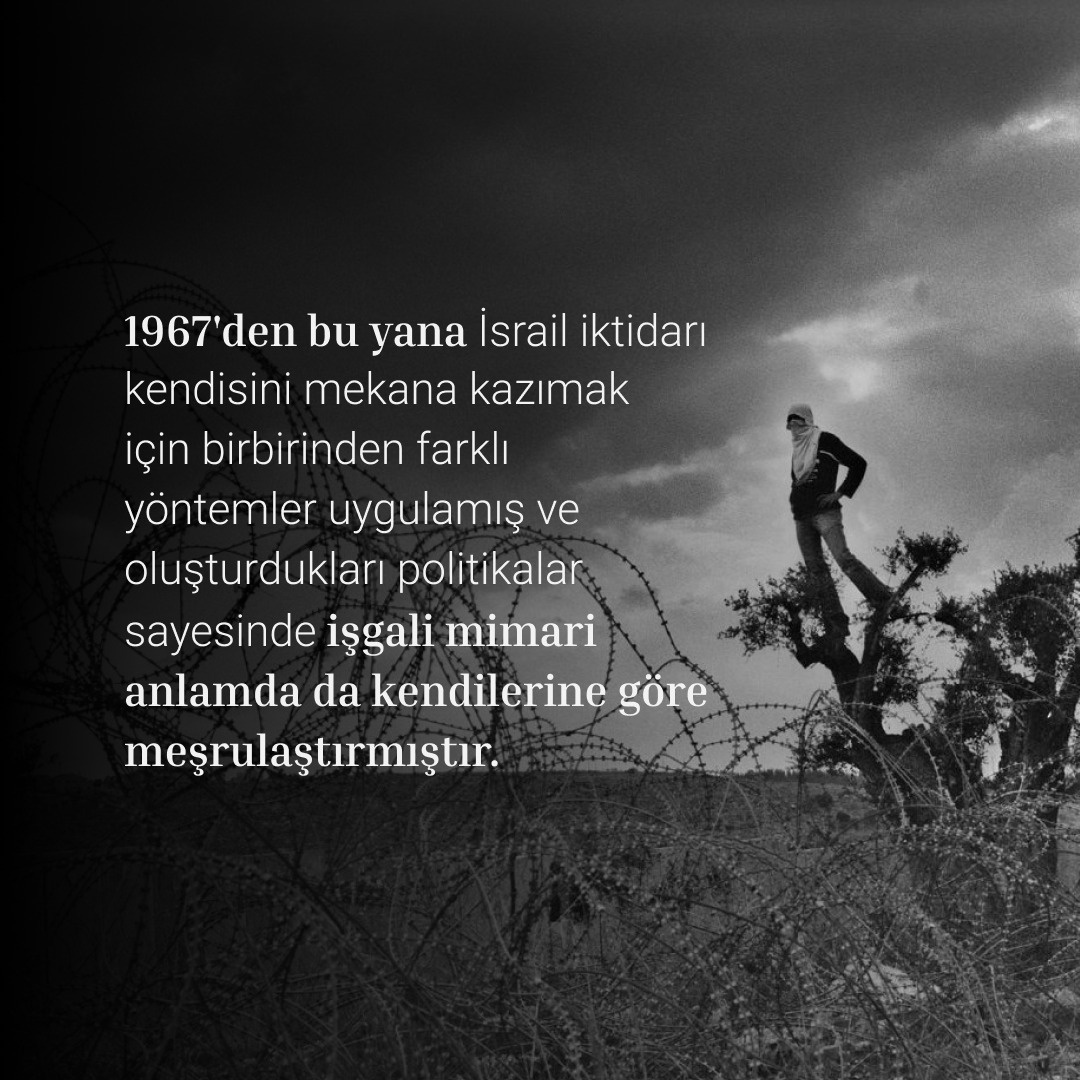 1967'den bu yana İsrail iktidarı
kendisini mekana kazımak
için birbirinden farklı
yöntemler uygulamış ve
oluşturdukları politikalar
sayesinde işgali mimari
anlamda da kendilerine göre
meşrulaştırmıştır.